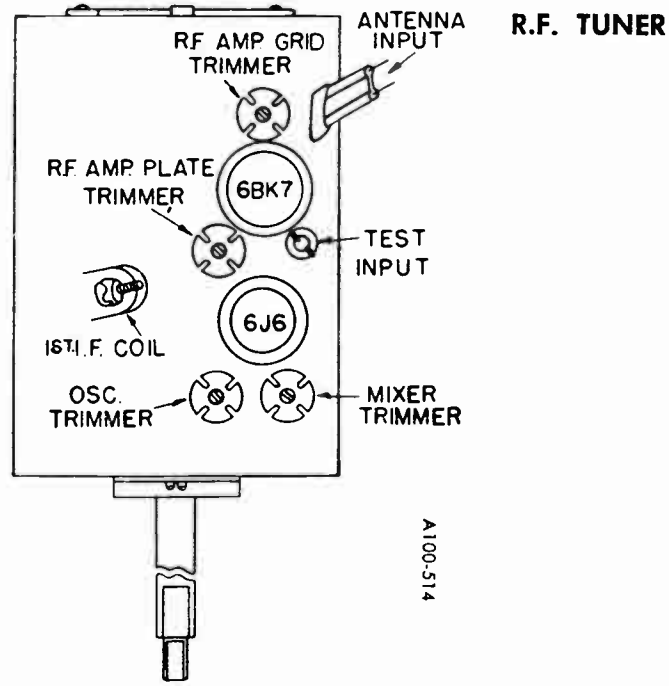 R.F. TUNER
ANTENNA
INPUT
R.F. AMP. GRID
TRIMMER
R.F. AMP. PLATE
TRIMMER
6BK7
TEST
INPUT
1ST. I.F. COIL
6J6
OSC.
TRIMMER
MIXER
TRIMMER
A100-514